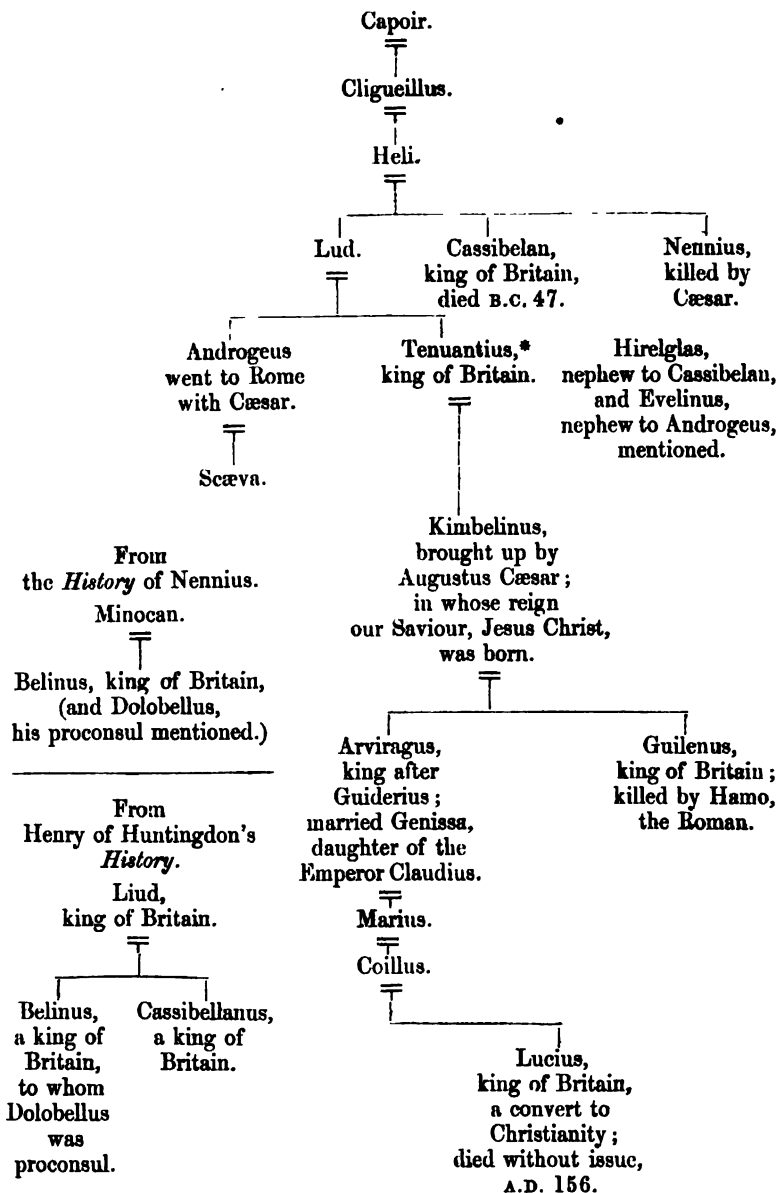 Capoir.
Cligueillus.
Heli.
Lud.
Cassibelan,
king of Britain,
died B.C. 47.
Nennius,
killed by
Cæsar.
Androgeus
went to Rome
with Cæsar.
Tenuantius,*
king of Britain.
Hirelglas,
nephew to Cassibelan,
and Evelinus,
nephew to Androgeus,
mentioned.
Scæva.
Kimbelinus,
brought up by
Augustus Cæsar;
in whose reign
our Saviour, Jesus Christ,
was born.
From
the History of Nennius.
Minocan.
Belinus, king of Britain,
(and Dolobellus,
his proconsul mentioned.)
Arviragus,
king after
Guiderius;
married Genissa,
daughter of the
Emperor Claudius.
Guilenus,
king of Britain;
killed by Hamo,
the Roman.
From
Henry of Huntingdon's
History.
Liud,
king of Britain.
Marius.
Coillus.
Belinus,
a king of
Britain,
to whom
Dolobellus
was
proconsul.
Cassibellanus,
a king of
Britain.
Lucius,
king of Britain,
a convert to
Christianity;
died without issue,
A.D. 156.